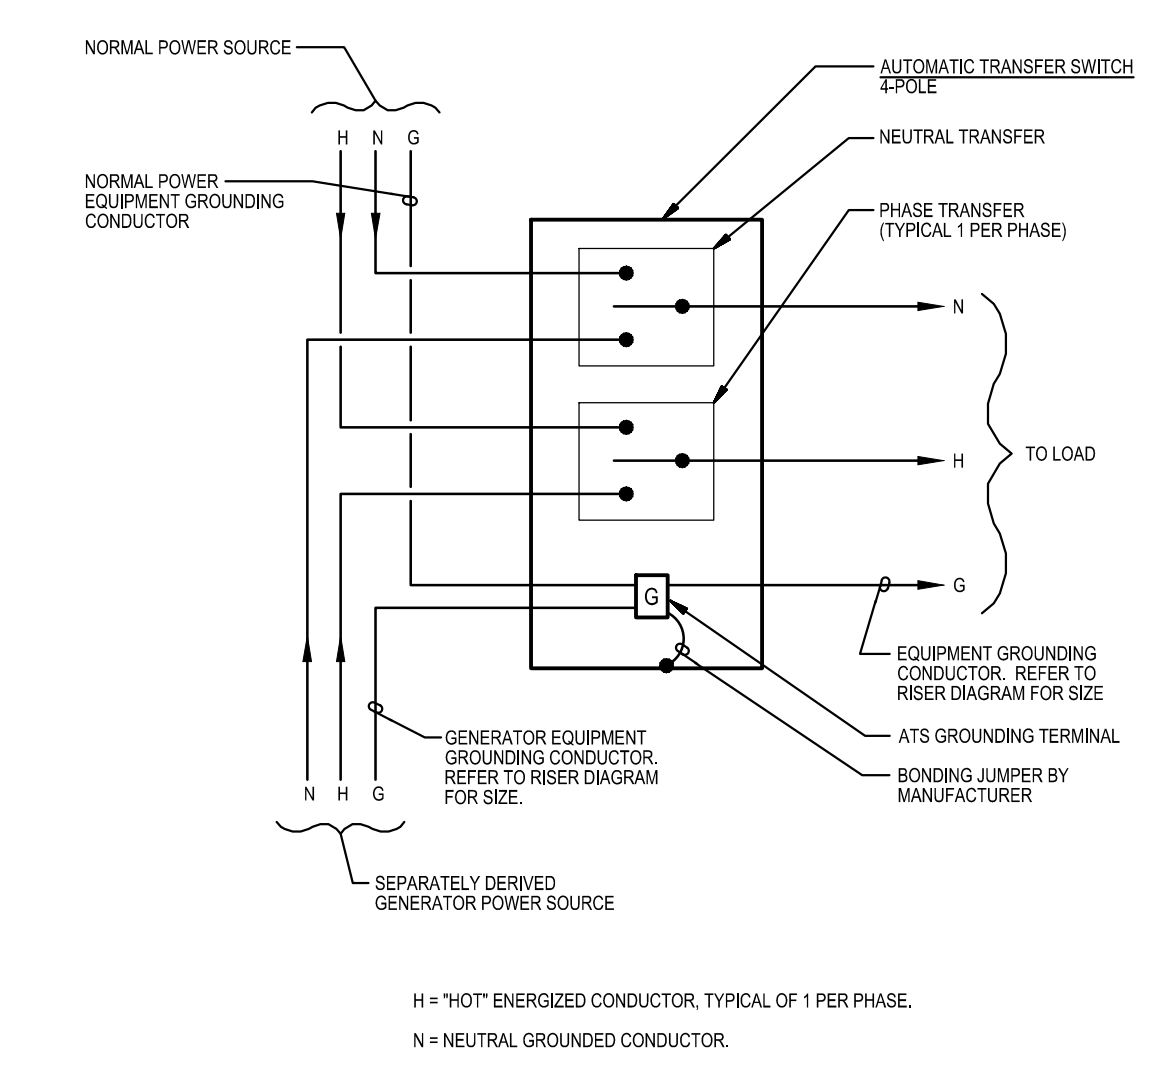 NORMAL POWER SOURCE
AUTOMATIC TRANSFER SWITCH
4-POLE
H N G
NEUTRAL TRANSFER
NORMAL POWER
EQUIPMENT GROUNDING
CONDUCTOR
PHASE TRANSFER
(TYPICAL 1 PER PHASE)
N
H
TO LOAD
G
G
EQUIPMENT GROUNDING
CONDUCTOR. REFER TO
RISER DIAGRAM FOR SIZE
ATS GROUNDING TERMINAL
GENERATOR EQUIPMENT
GROUNDING CONDUCTOR.
REFER TO RISER DIAGRAM
FOR SIZE.
BONDING JUMPER BY
MANUFACTURER
N H G
SEPARATELY DERIVED
GENERATOR POWER SOURCE
H = "HOT" ENERGIZED CONDUCTOR, TYPICAL OF 1 PER PHASE.
N = NEUTRAL GROUNDED CONDUCTOR.